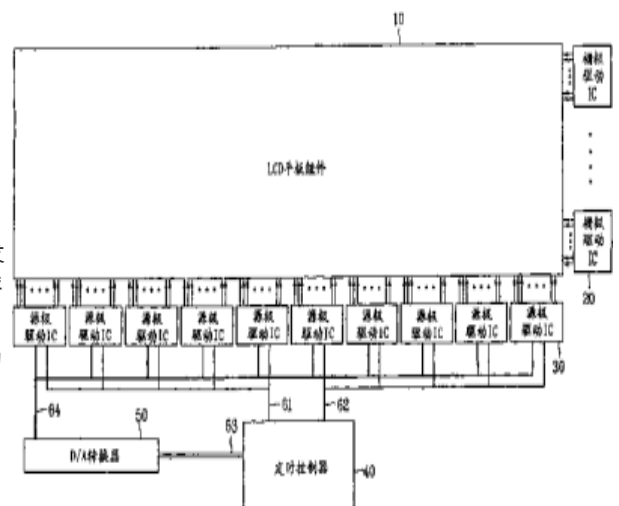 10
栅极
驱动
IC
LCD平板组件
栅极
驱动
IC
20
源极
驱动IC
源极
驱动IC
源极
驱动IC
源极
驱动IC
源极
驱动IC
源极
驱动IC
源极
驱动IC
源极
驱动IC
源极
驱动IC
源极
驱动IC
30
64
61
62
50
63
D/A转换器
定时控制器
40